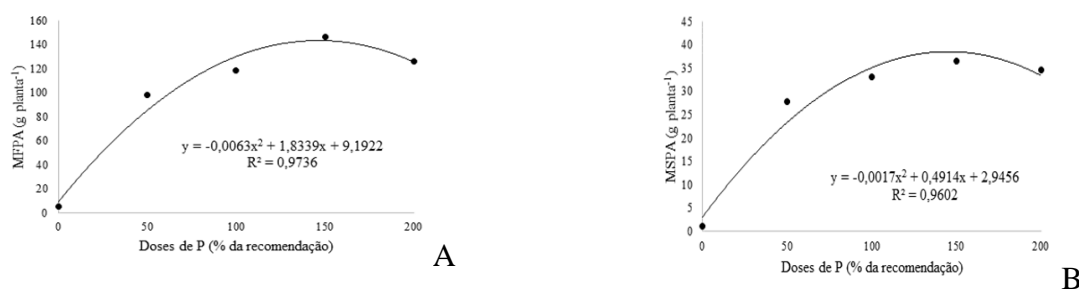 MFPA (g planta⁻¹)
160
140
120
100
80
60
40
20
0
y = -0,0063x² + 1,8339x + 9,1922
R² = 0,9736
0 50 100 150 200
Doses de P (% da recomendação)
A
MSPA (g planta⁻¹)
45
40
35
30
25
20
15
10
5
0
y = -0,0017x² + 0,4914x + 2,9456
R² = 0,9602
0 50 100 150 200
Doses de P (% da recomendação)
B